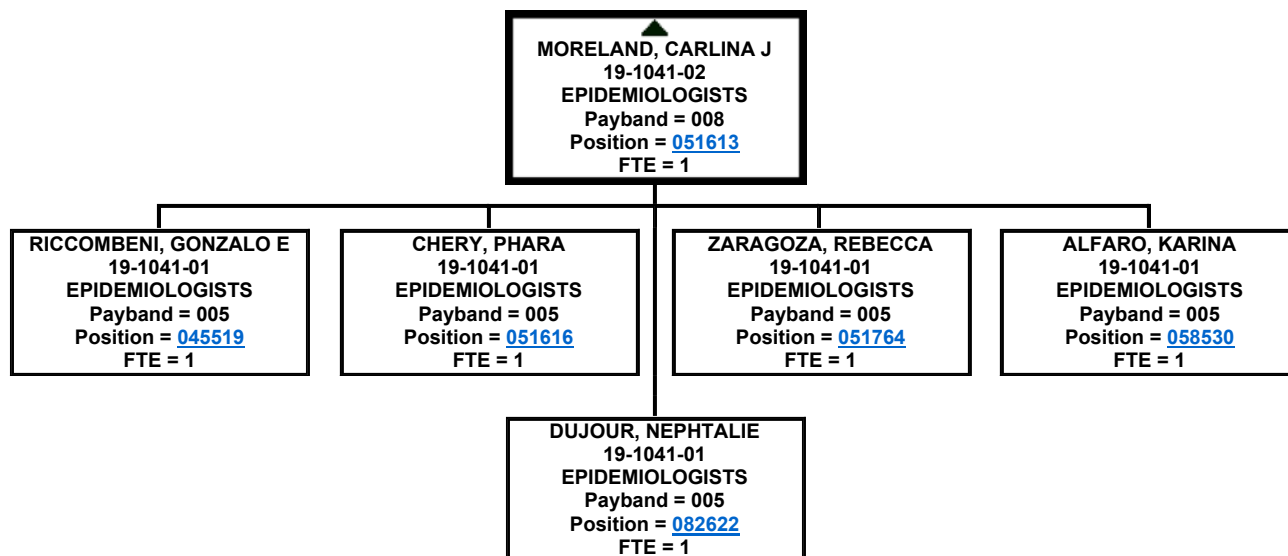 MORELAND, CARLINA J
19-1041-02
EPIDEMIOLOGISTS
Payband = 008
Position = 051613
FTE = 1
RICCOMBENI, GONZALO E
19-1041-01
EPIDEMIOLOGISTS
Payband = 005
Position = 045519
FTE = 1
CHERY, PHARA
19-1041-01
EPIDEMIOLOGISTS
Payband = 005
Position = 051616
FTE = 1
ZARAGOZA, REBECCA
19-1041-01
EPIDEMIOLOGISTS
Payband = 005
Position = 051764
FTE = 1
ALFARO, KARINA
19-1041-01
EPIDEMIOLOGISTS
Payband = 005
Position = 058530
FTE = 1
DUJOUR, NEPHTALIE
19-1041-01
EPIDEMIOLOGISTS
Payband = 005
Position = 082622
FTE = 1